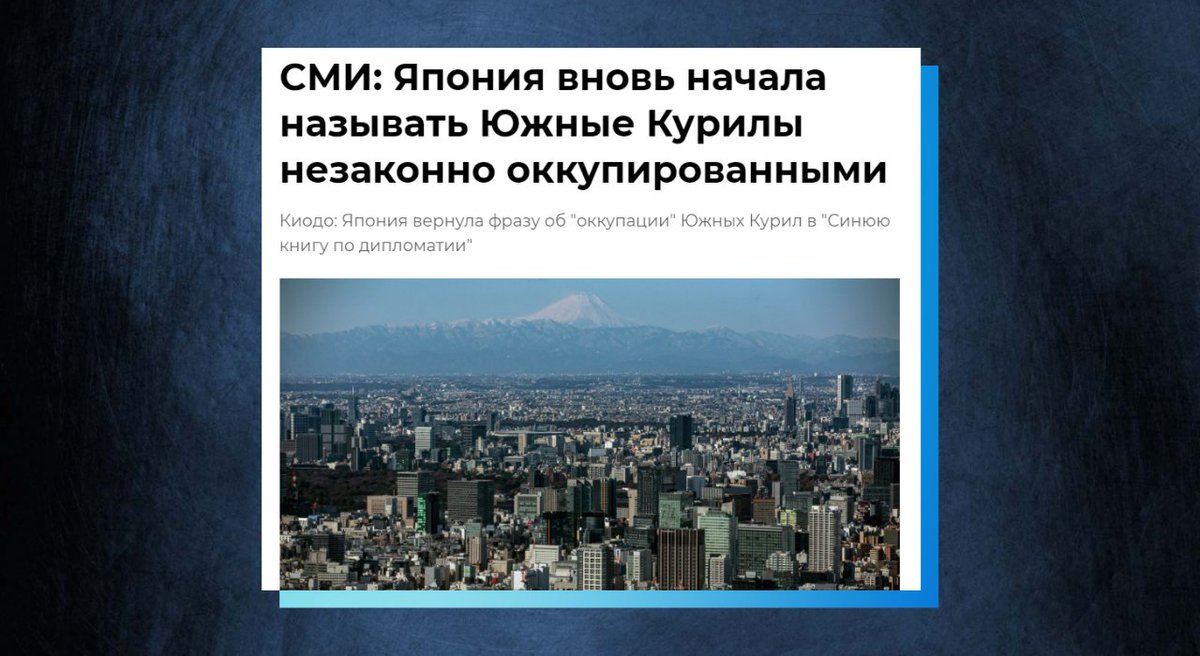 СМИ: Япония вновь начала
называть Южные Курилы
незаконно оккупированными
Киодо: Япония вернула фразу об "оккупации" Южных Курил в "Синюю
книгу по дипломатии"